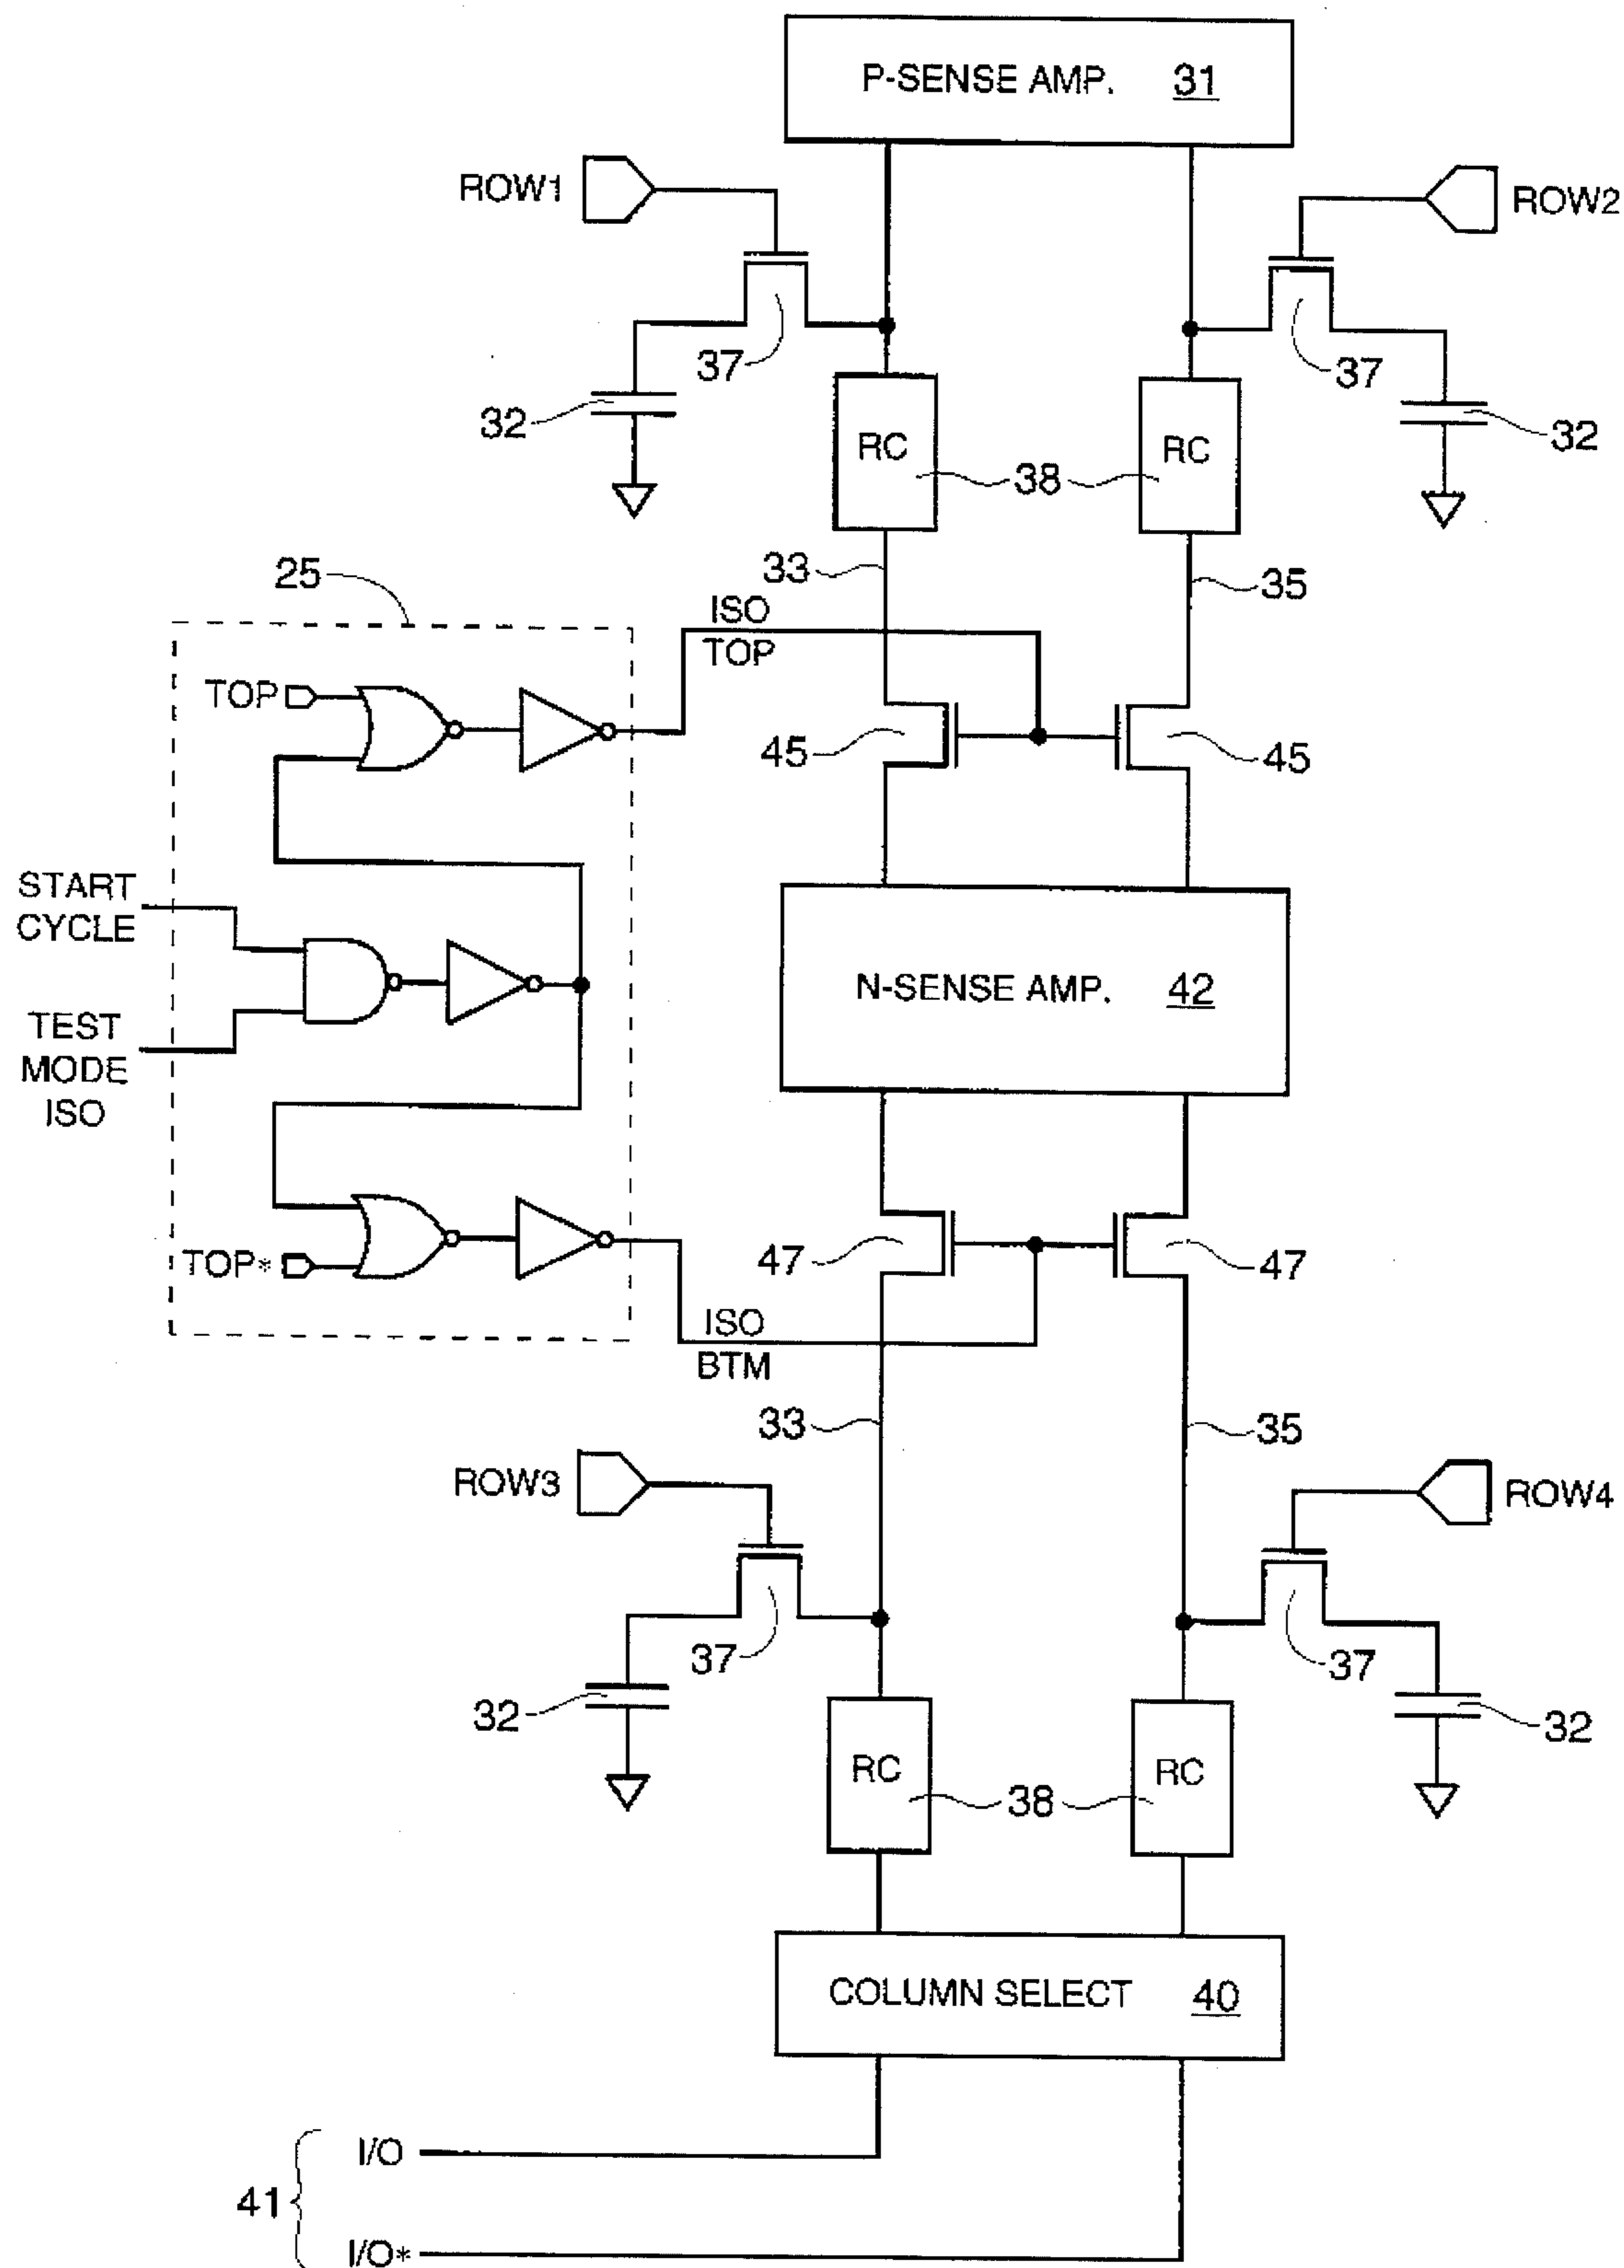 P-SENSE AMP. 31
ROW1
ROW2
37
37
32
32
RC
RC
38
33
35
25
ISO
TOP
TOP
45
45
START
CYCLE
N-SENSE AMP. 42
TEST
MODE
ISO
TOP*
47
47
ISO
BTM
33
35
ROW3
ROW4
37
37
32
32
RC
RC
38
COLUMN SELECT 40
I/O
41
I/O*